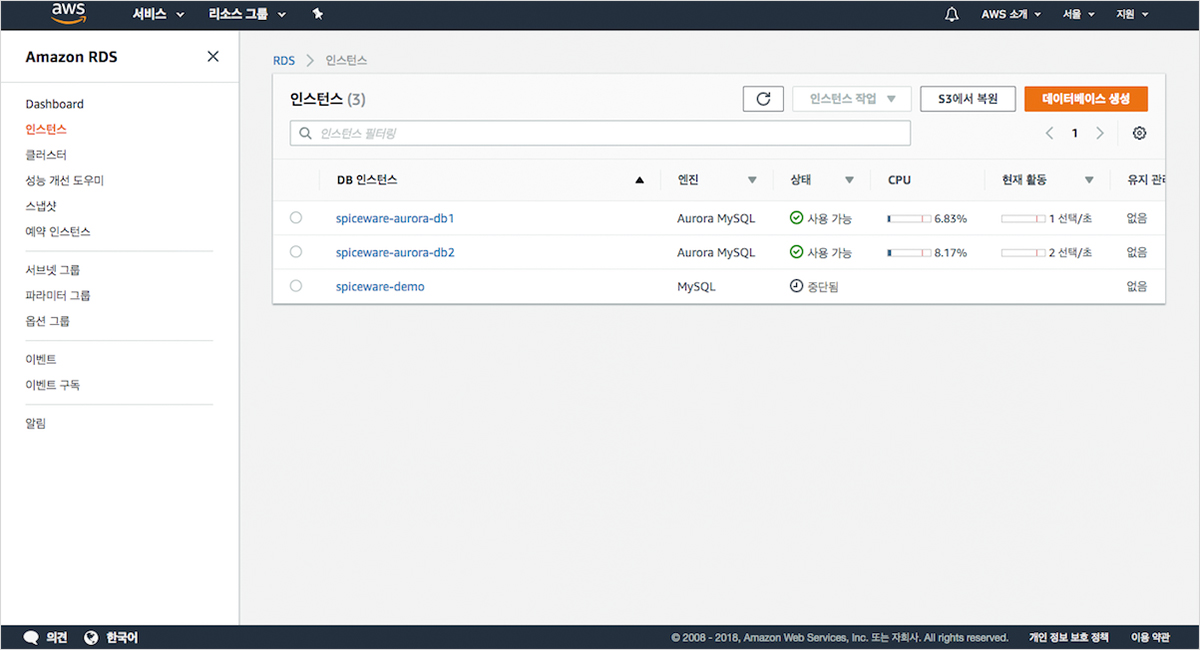 aws 서비스 리소스 그룹 AWS 소개 서울 지원
Amazon RDS
Dashboard
인스턴스
클러스터
성능 개선 도우미
스냅샷
예약 인스턴스
서브넷 그룹
파라미터 그룹
옵션 그룹
이벤트
이벤트 구독
알림
RDS 인스턴스
인스턴스 (3) 인스턴스 작업 S3에서 복원 데이터베이스 생성
인스턴스 필터링 1
DB 인스턴스 엔진 상태 CPU 현재 활동 유지 관리
spiceware-aurora-db1 Aurora MySQL 사용 가능 6.83% 1 선택/초 없음
spiceware-aurora-db2 Aurora MySQL 사용 가능 8.17% 2 선택/초 없음
spiceware-demo MySQL 중단됨 없음
의견 한국어 © 2008 - 2018, Amazon Web Services, Inc. 또는 자회사. All rights reserved. 개인 정보 보호 정책 이용 약관